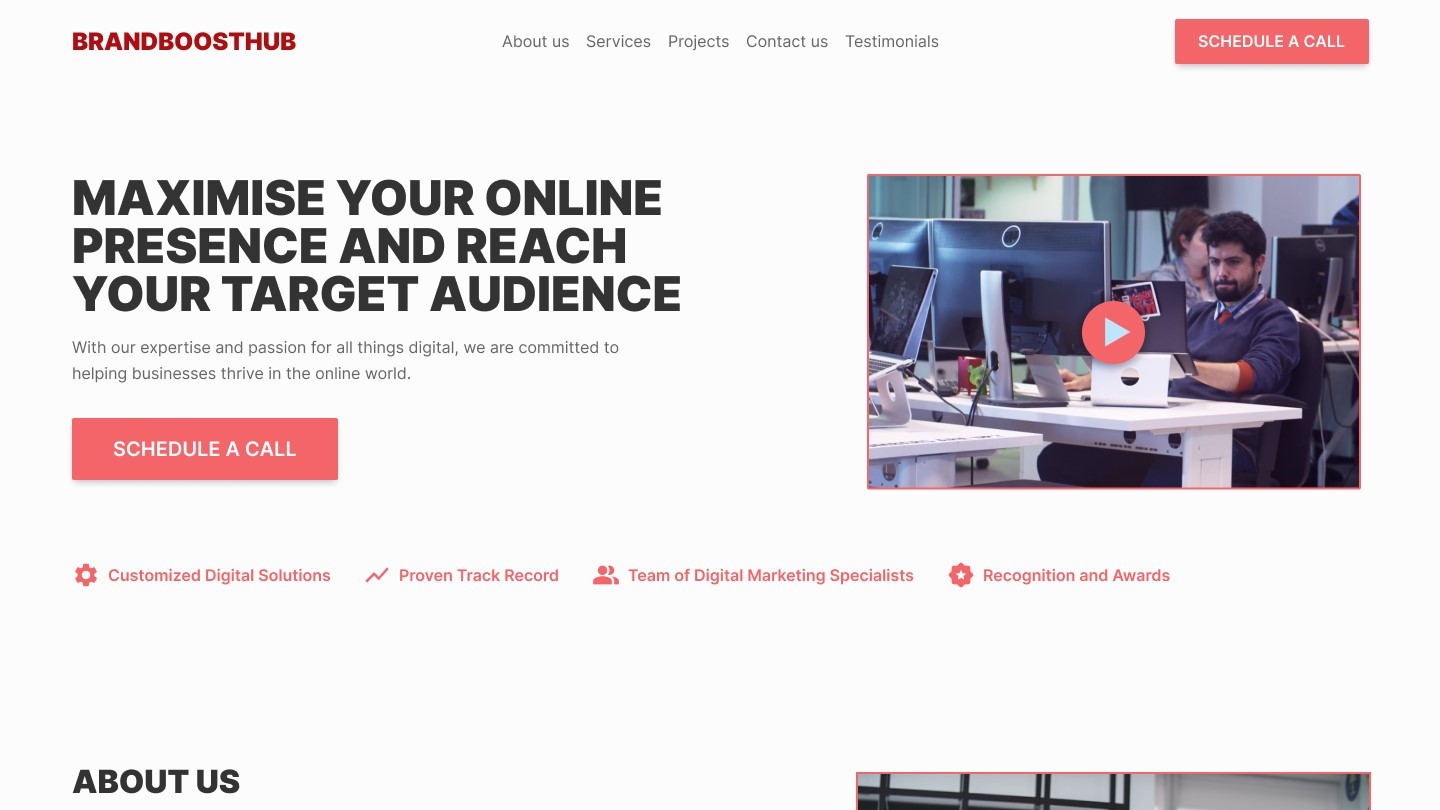 BRANDBOOSTHUB
About us
Services
Projects
Contact us
Testimonials
SCHEDULE A CALL
MAXIMISE YOUR ONLINE
PRESENCE AND REACH
YOUR TARGET AUDIENCE
With our expertise and passion for all things digital, we are committed to
helping businesses thrive in the online world.
SCHEDULE A CALL
Customized Digital Solutions
Proven Track Record
Team of Digital Marketing Specialists
Recognition and Awards
ABOUT US